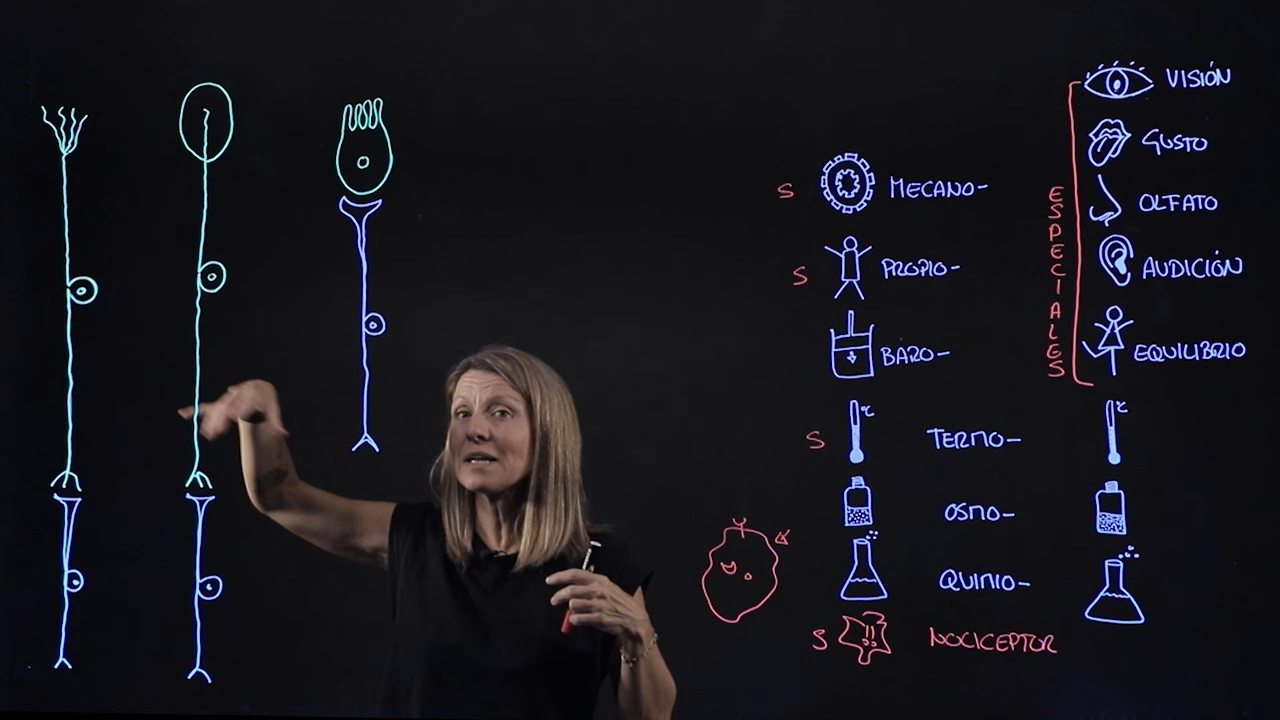 VISIÓN
GUSTO
S MECANO-
OLFATO
S PROPIO-
AUDICIÓN
BARO-
EQUILIBRIO
ESPECIALES
S °C TERMO- °C
OSMO-
QUIMIO-
S !! NOCICEPTOR